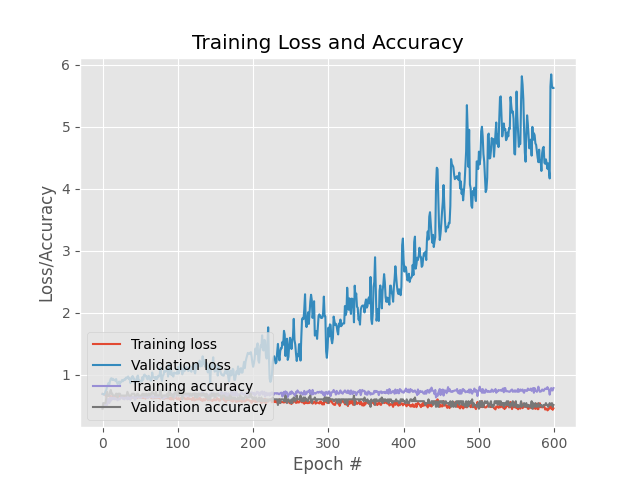 Training Loss and Accuracy
Loss/Accuracy
6
5
4
3
2
1
Training loss
Validation loss
Training accuracy
Validation accuracy
0 100 200 300 400 500 600
Epoch #